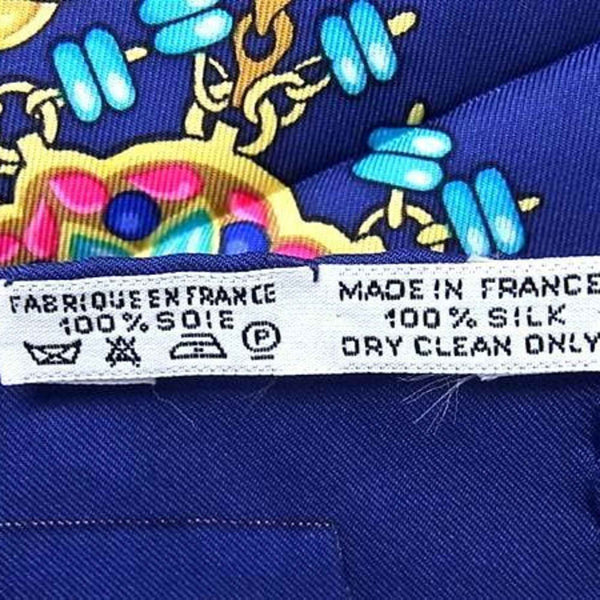 FABRIQUE EN FRANCE
100% SOIE
P
MADE IN FRANCE
100% SILK
DRY CLEAN ONLY